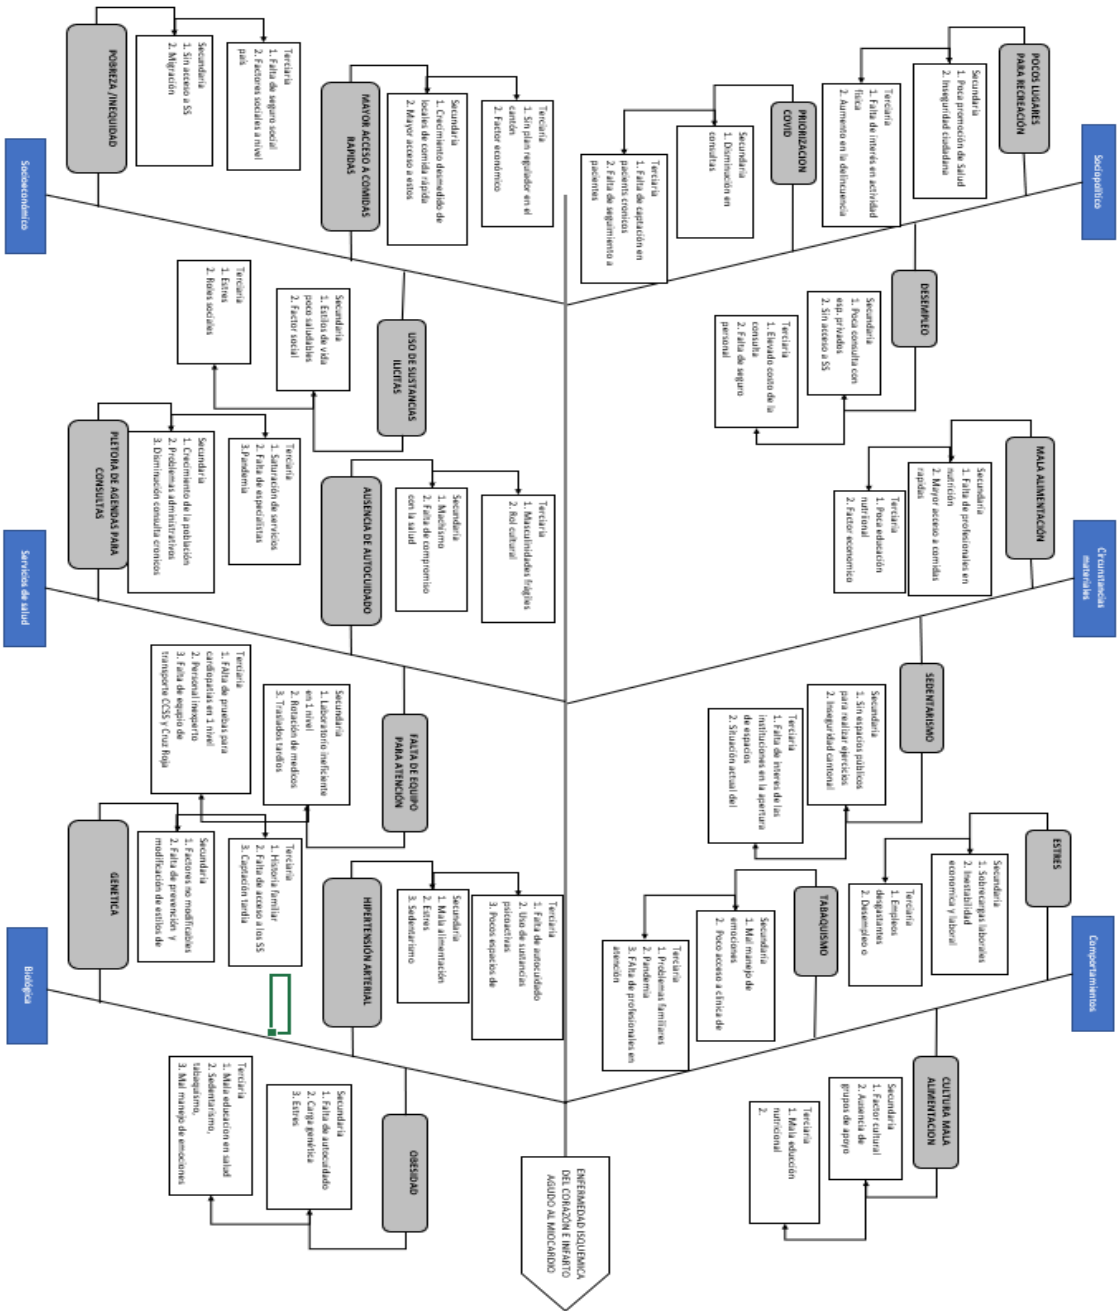 Sociopolítico
Circunstancias
materiales
Comportamientos
POCOS LUGARES
PARA RECREACIÓN
Secundaria
1. Poca promoción de Salud
2. Inseguridad ciudadana
Terciaria
1. Falta de interés en actividad
física
2. Aumento en la delincuencia
PRIORIZACION
COVID
Secundaria
1. Disminución en
consultas
Terciaria
1. Falta de captación en
pacients cronicos
2. Falta de seguimiento a
pacientes
DESEMPLEO
Secundaria
1. Poca consulta con
esp. privados
2. Sin acceso a SS
Terciaria
1. Elevado costo de la
consulta
2. Falta de seguro
personal
MALA ALIMENTACIÓN
Secundaria
1. Falta de profesionales en
nutrición
2. Mayor acceso a comidas
rapidas
Terciaria
1. Poca educación
nutrional
2. Factor economico
SEDENTARISMO
Secundaria
1. Sin espacios públicos
para realizar ejercicios
2. Inseguridad cantonal
Terciaria
1. Falta de interes de las
instituciones en la apertura
de espacios
2. Situación actual del
ESTRES
Secundaria
1. Sobrecargas laborales
2. Inestabilidad
economica y laboral
Terciaria
1. Empleos
desgastantes
2. Desempleo o
TABAQUISMO
Secundaria
1. Mal manejo de
emociones
2. Poco acceso a clínica de
Terciaria
1. Problemas familiares
2. Pandemia
3. FAlta de profesionales en
atención
CULTURA MALA
ALIMENTACION
Secundaria
1. Factor cultural
2. Ausencia de
grupos de apoyo
Terciaria
1. Mala educción
nutricional
2.
ENFERMEDAD ISQUEMICA
DEL CORAZÓN E INFARTO
AGUDO AL MIOCARDIO
Terciaria
1. Sin plan regulador en el
cantón
2. Factor económico
Secundaria
1. Crecimiento desmedido de
locales de comida rápida
2. Mayor acceso a estos
MAYOR ACCESO A COMIDAS
RAPIDAS
Terciaria
1. Falta de seguro social
2. Factores sociales a nivel
país
Secundaria
1. Sin acceso a SS
2. Migración
POBREZA /INEQUIDAD
USO DE SUSTANCIAS
ILICITAS
Secundaria
1. Estilos de vida
poco saludables
2. Factor social
Terciaria
1. Estres
2. Roles sociales
Terciaria
1. Masculinidades frágiles
2. Rol cultural
Secundaria
1. Machismo
2. Falta de compromiso
con la salud
AUSENCIA DE AUTOCUIDADO
Terciaria
1. Saturación de servicios
2. Falta de especialistas
3.Pandemia
Secundaria
1. Crecimiento de la población
2. Problemas administrativos
3. Disminución consulta cronicos
PLETORA DE AGENDAS PARA
CONSULTAS
FALTA DE EQUIPO
PARA ATENCIÓN
Secundaria
1. Laboratorio ineficiente
en 1 nivel
2. Rotación de medicos
3. Traslados tardíos
Terciaria
1. FAlta de pruebas para
cardiopatias en 1 nivel
2. Personal inexperto
3. Falta de equpio de
transporte CCSS y Cruz Roja
Terciaria
1. Falta de autocuidado
2. Uso de sustancias
psicoactivas
3. Pocos espacios de
Secundaria
1. Mala alimentación
2. Estres
3. Sedentarismo
HIPERTENSIÓN ARTERIAL
Terciaria
1. Historia familiar
2. Falta de acceso a los SS
3. Captación tardía
Secundaria
1. Factores no modificables
2. Falta de prevención y
modificación de estilos de
GENETICA
OBESIDAD
Secundaria
1. Falta de autocuidado
2. Carga genética
3. Estres
Terciaria
1. Mala educacion en salud
2. Sedentarismo,
tabaquismo,
3. Mal manejo de emociones
Socioeconómico
Servicios de salud
Biológica